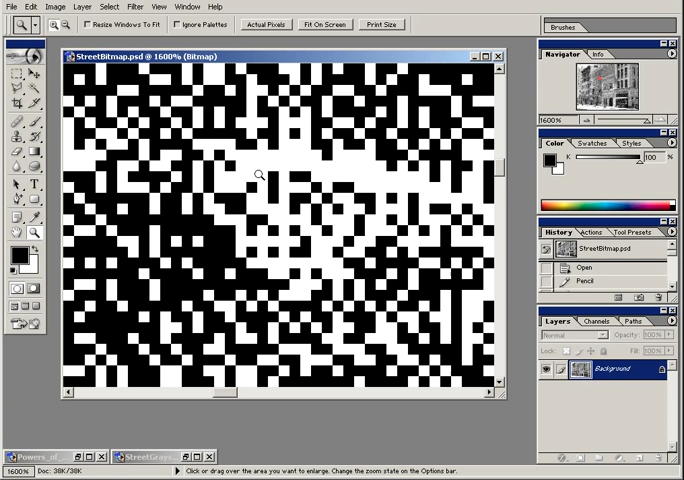 File Edit Image Layer Select Filter View Window Help
Resize Windows To Fit Ignore Palettes Actual Pixels Fit On Screen Print Size Brushes
StreetBitmap.psd @ 1600% (Bitmap)
Navigator Info
1600%
Color Swatches Styles
K 100 %
History Actions Tool Presets
StreetBitmap.psd
Open
Pencil
Layers Channels Paths
Normal Opacity: 100%
Lock: Fill: 100%
Background
Powers_of_ StreetGrays...
1600% Doc: 38K/38K Click or drag over the area you want to enlarge. Change the zoom state on the Options bar.